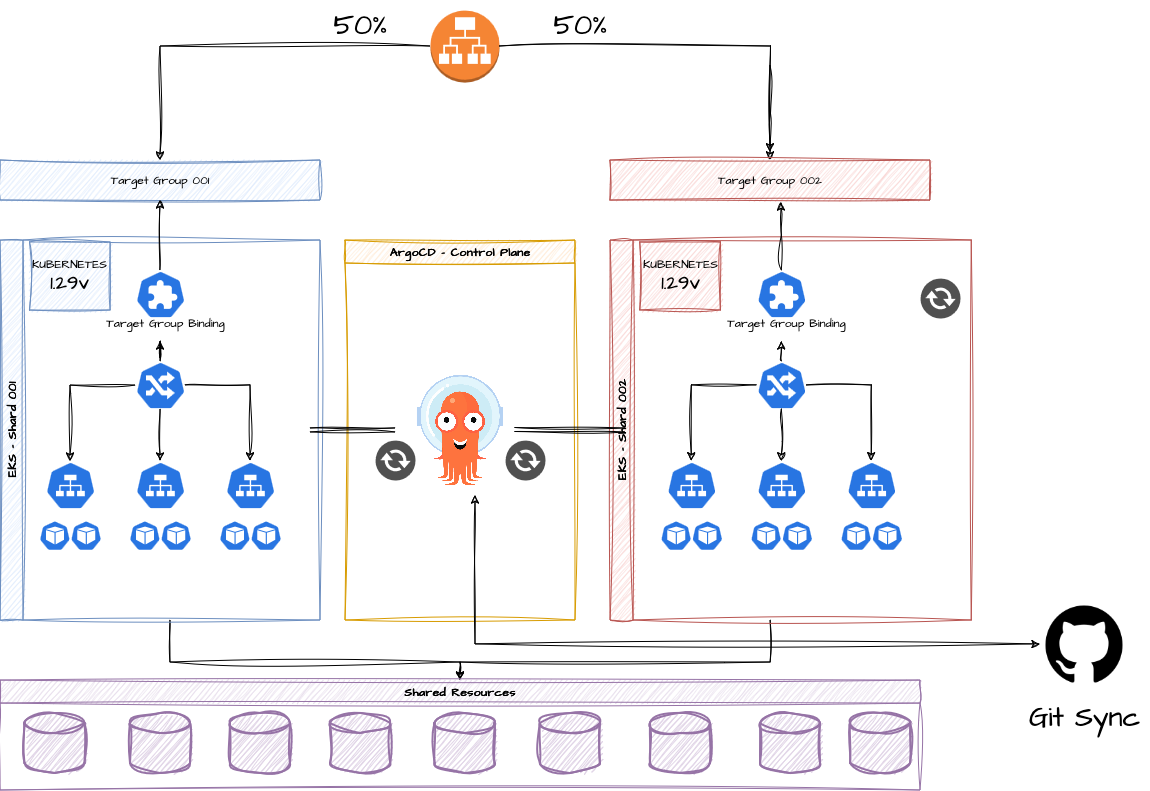 50%
50%
Target Group 001
Target Group 002
KUBERNETES
1.29v
Target Group Binding
EKS - Shard 001
ArgoCD - Control Plane
KUBERNETES
1.29v
Target Group Binding
EKS - Shard 002
Shared Resources
Git Sync